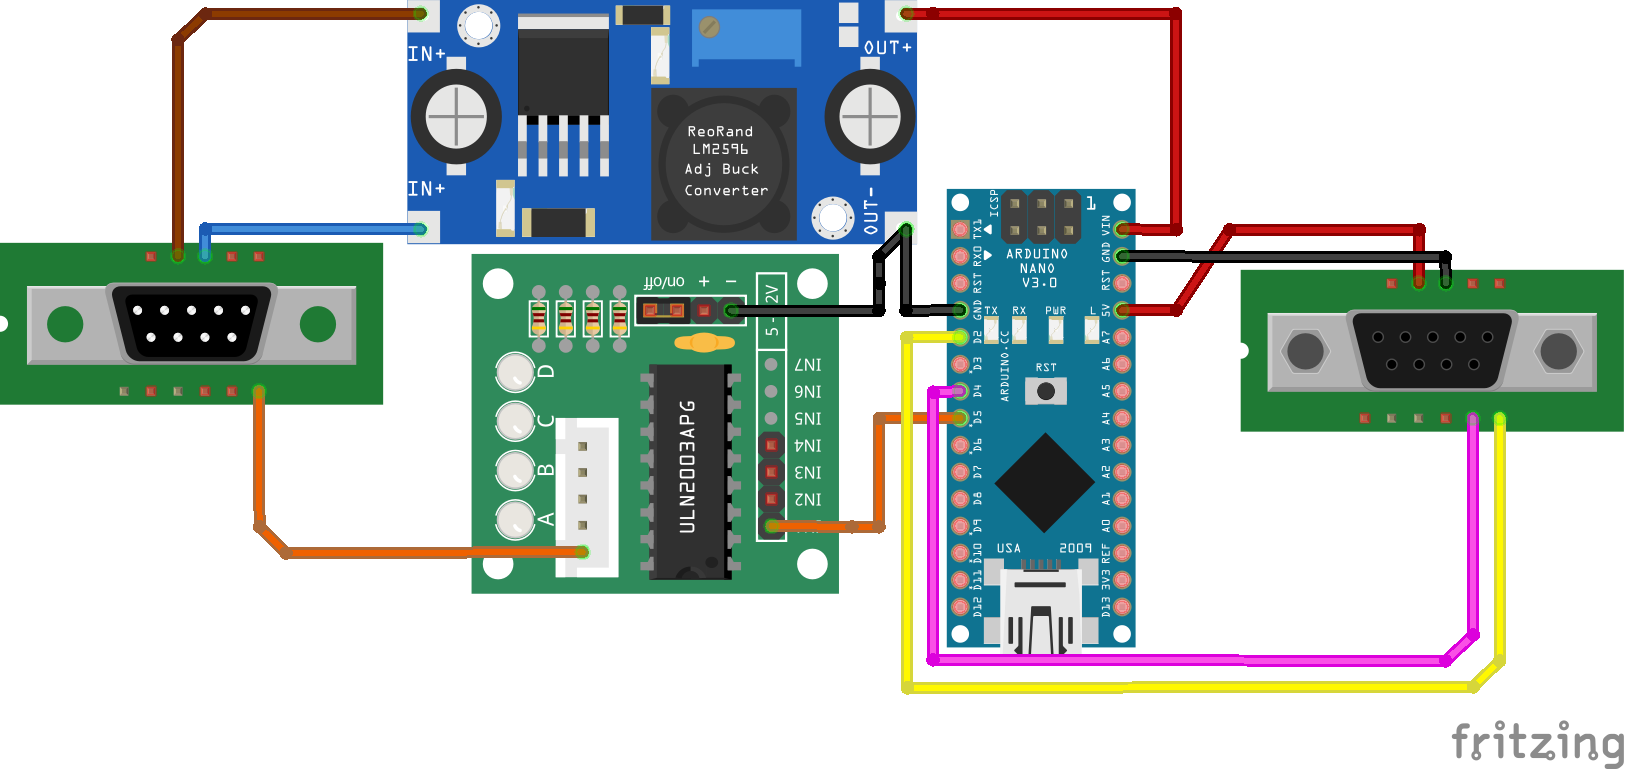 IN+
OUT+
ReoRand
LM2596
Adj Buck
Converter
IN+
OUT-
on/off
+
−
5 - 12V
IN7
IN6
IN5
IN4
IN3
IN2
D
C
B
A
ULN2003APG
ICSP
1
ARDUINO
NANO
V3.0
TX
RX
PWR
L
ARDUINO.CC
RST
TX1
RX0
RST
GND
D2
D3
D4
D5
D6
D7
D8
D9
D10
D11
D12
VIN
GND
RST
5V
A7
A6
A5
A4
A3
A2
A1
A0
REF
3V3
D13
USA
2009
fritzing